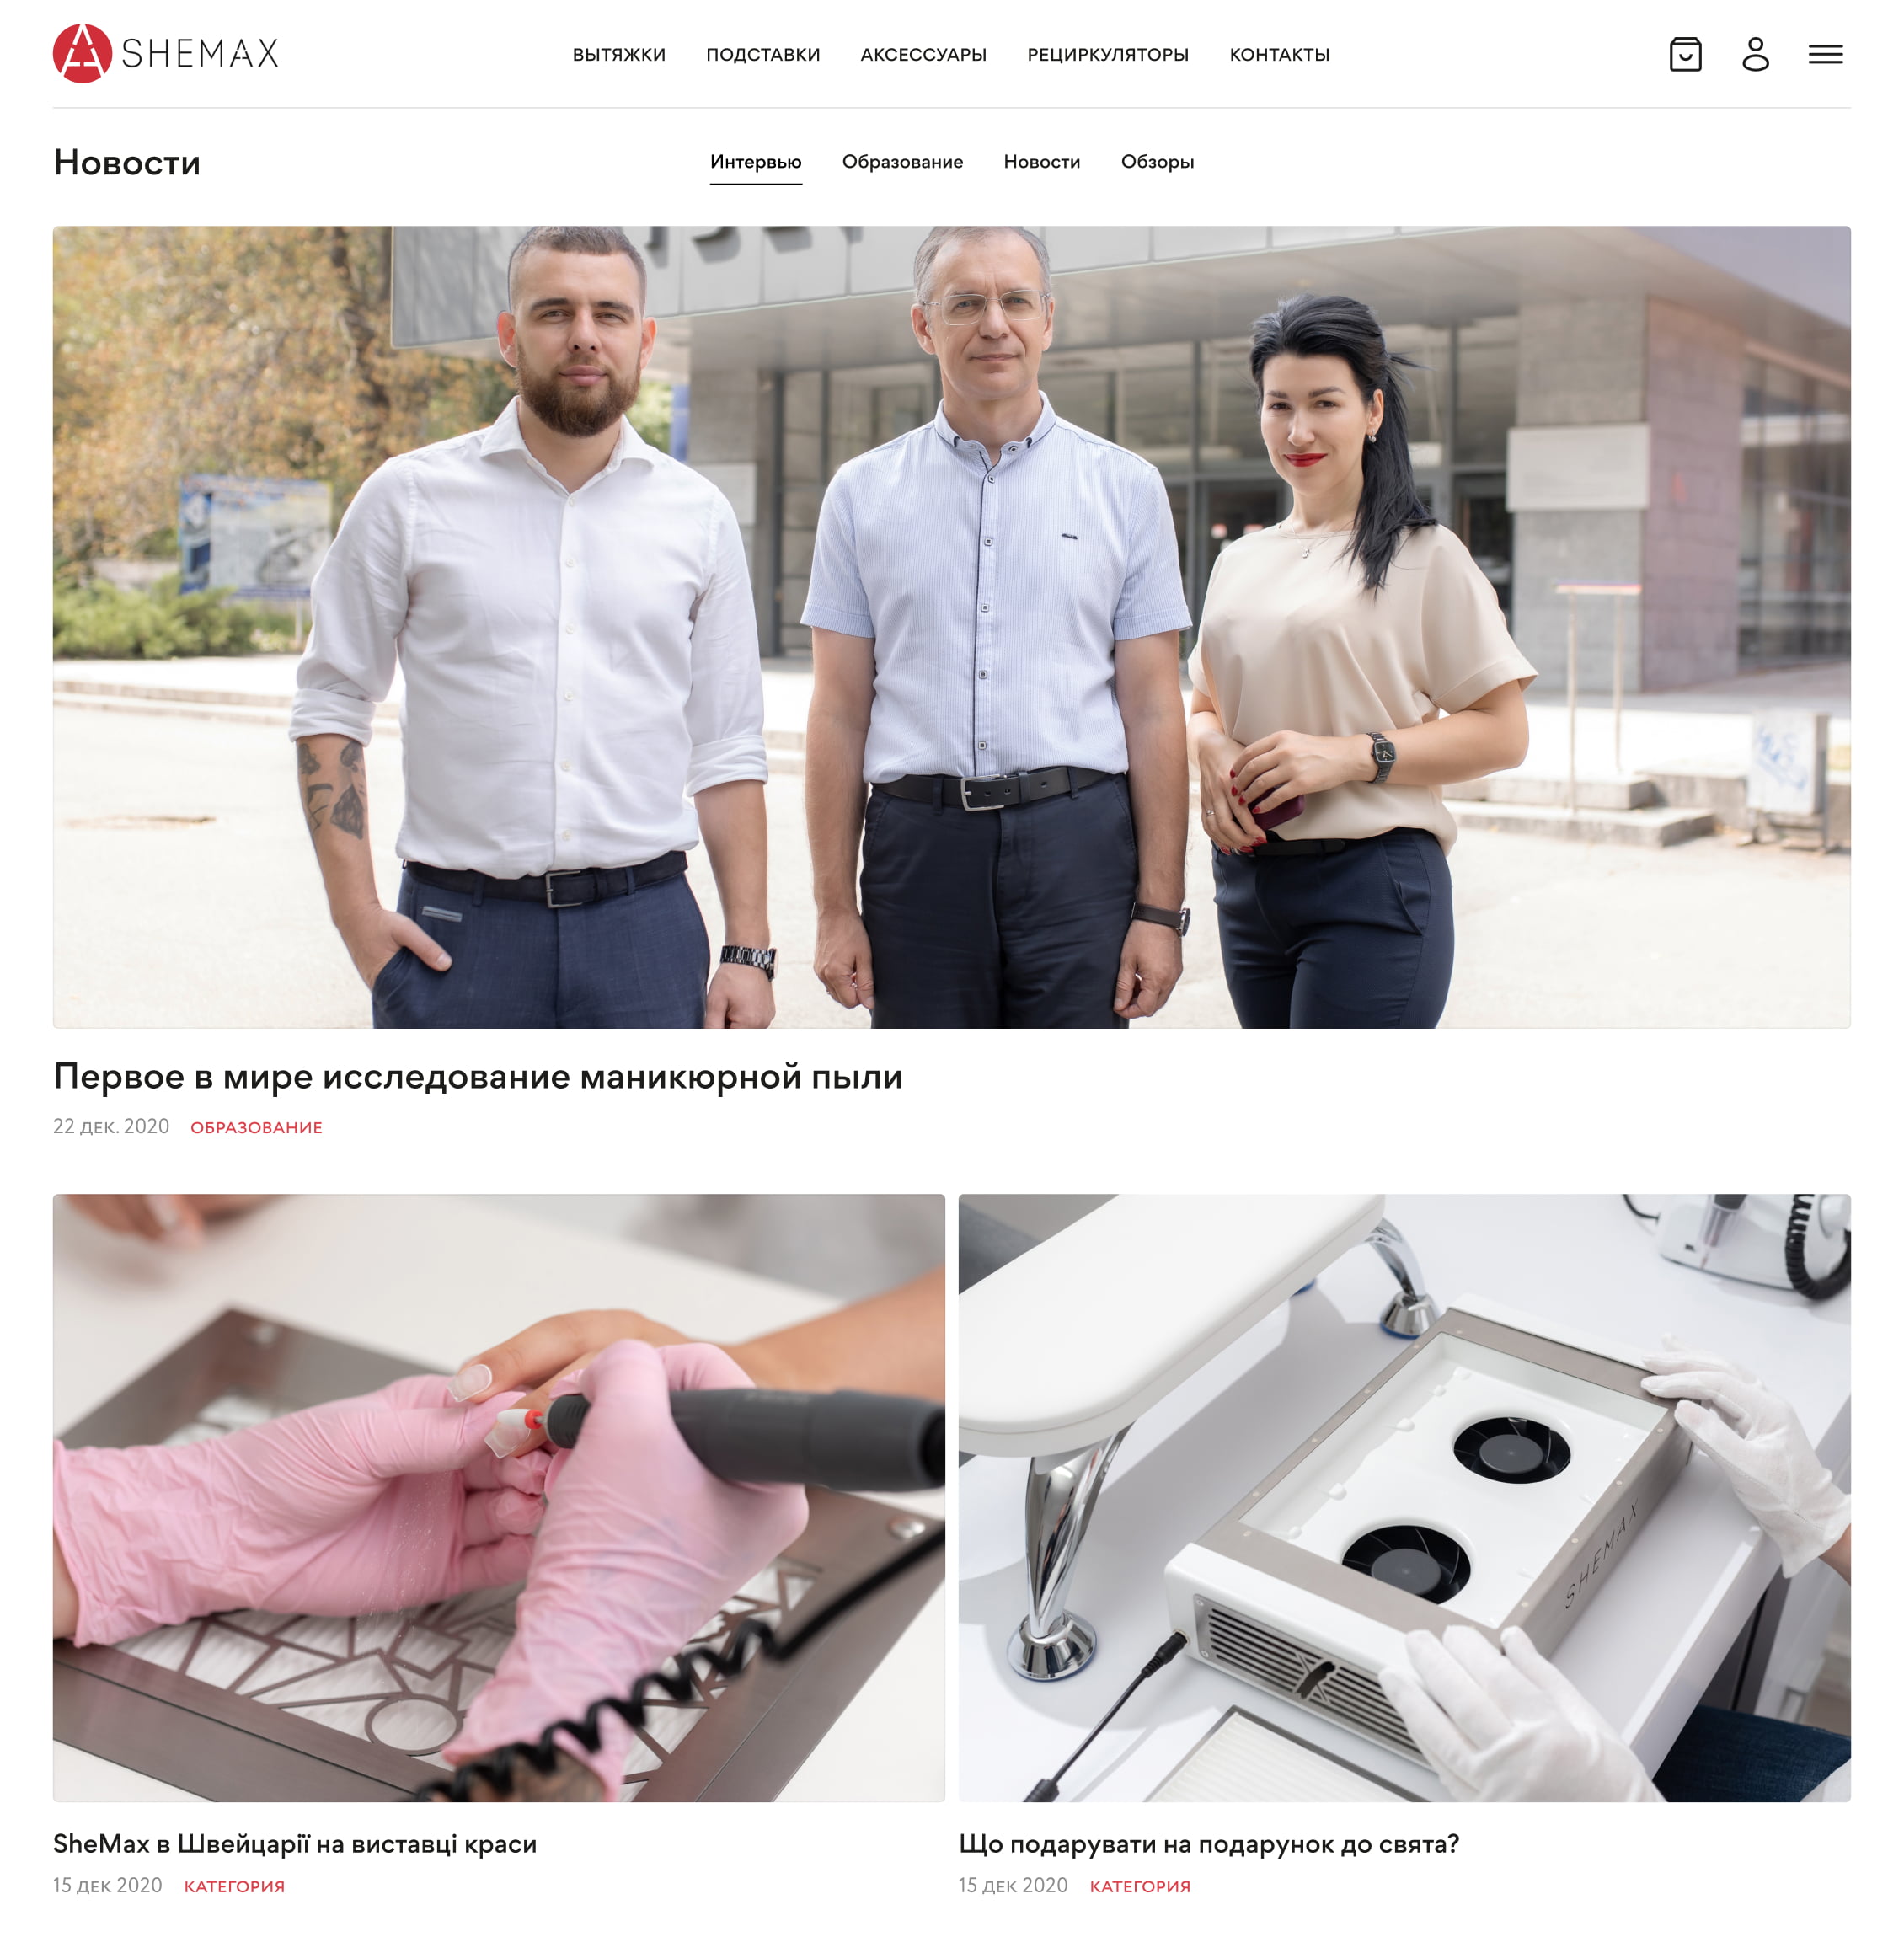 SHEMAX
ВЫТЯЖКИ ПОДСТАВКИ АКСЕССУАРЫ РЕЦИРКУЛЯТОРЫ КОНТАКТЫ
Новости
Интервью Образование Новости Обзоры
Первое в мире исследование маникюрной пыли
22 ДЕК. 2020 ОБРАЗОВАНИЕ
SHEMAX
SheMax в Швейцарії на виставці краси
15 ДЕК 2020 КАТЕГОРИЯ
Що подарувати на подарунок до свята?
15 ДЕК 2020 КАТЕГОРИЯ